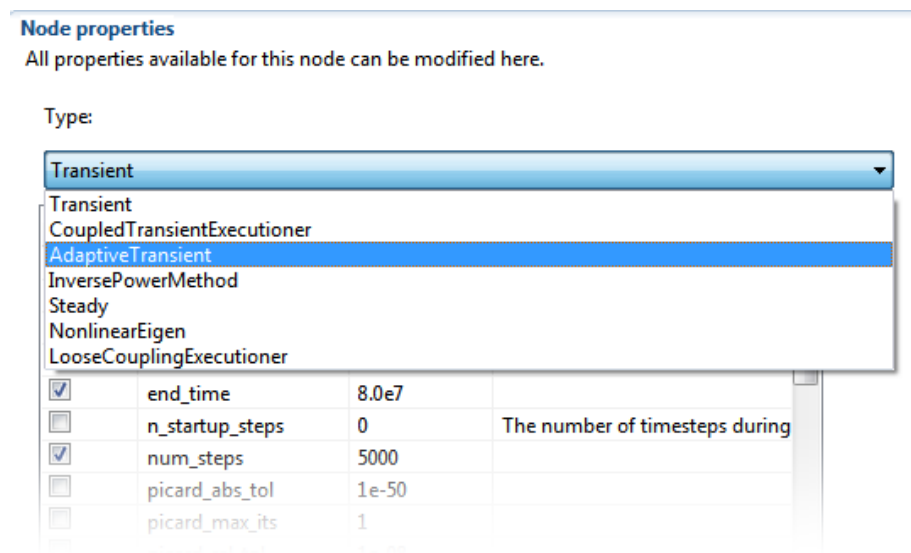 Node properties
All properties available for this node can be modified here.
Type:
Transient
Transient
CoupledTransientExecutioner
AdaptiveTransient
InversePowerMethod
Steady
NonlinearEigen
LooseCouplingExecutioner
end_time 8.0e7
n_startup_steps 0 The number of timesteps during
num_steps 5000
picard_abs_tol 1e-50
picard_max_its 1